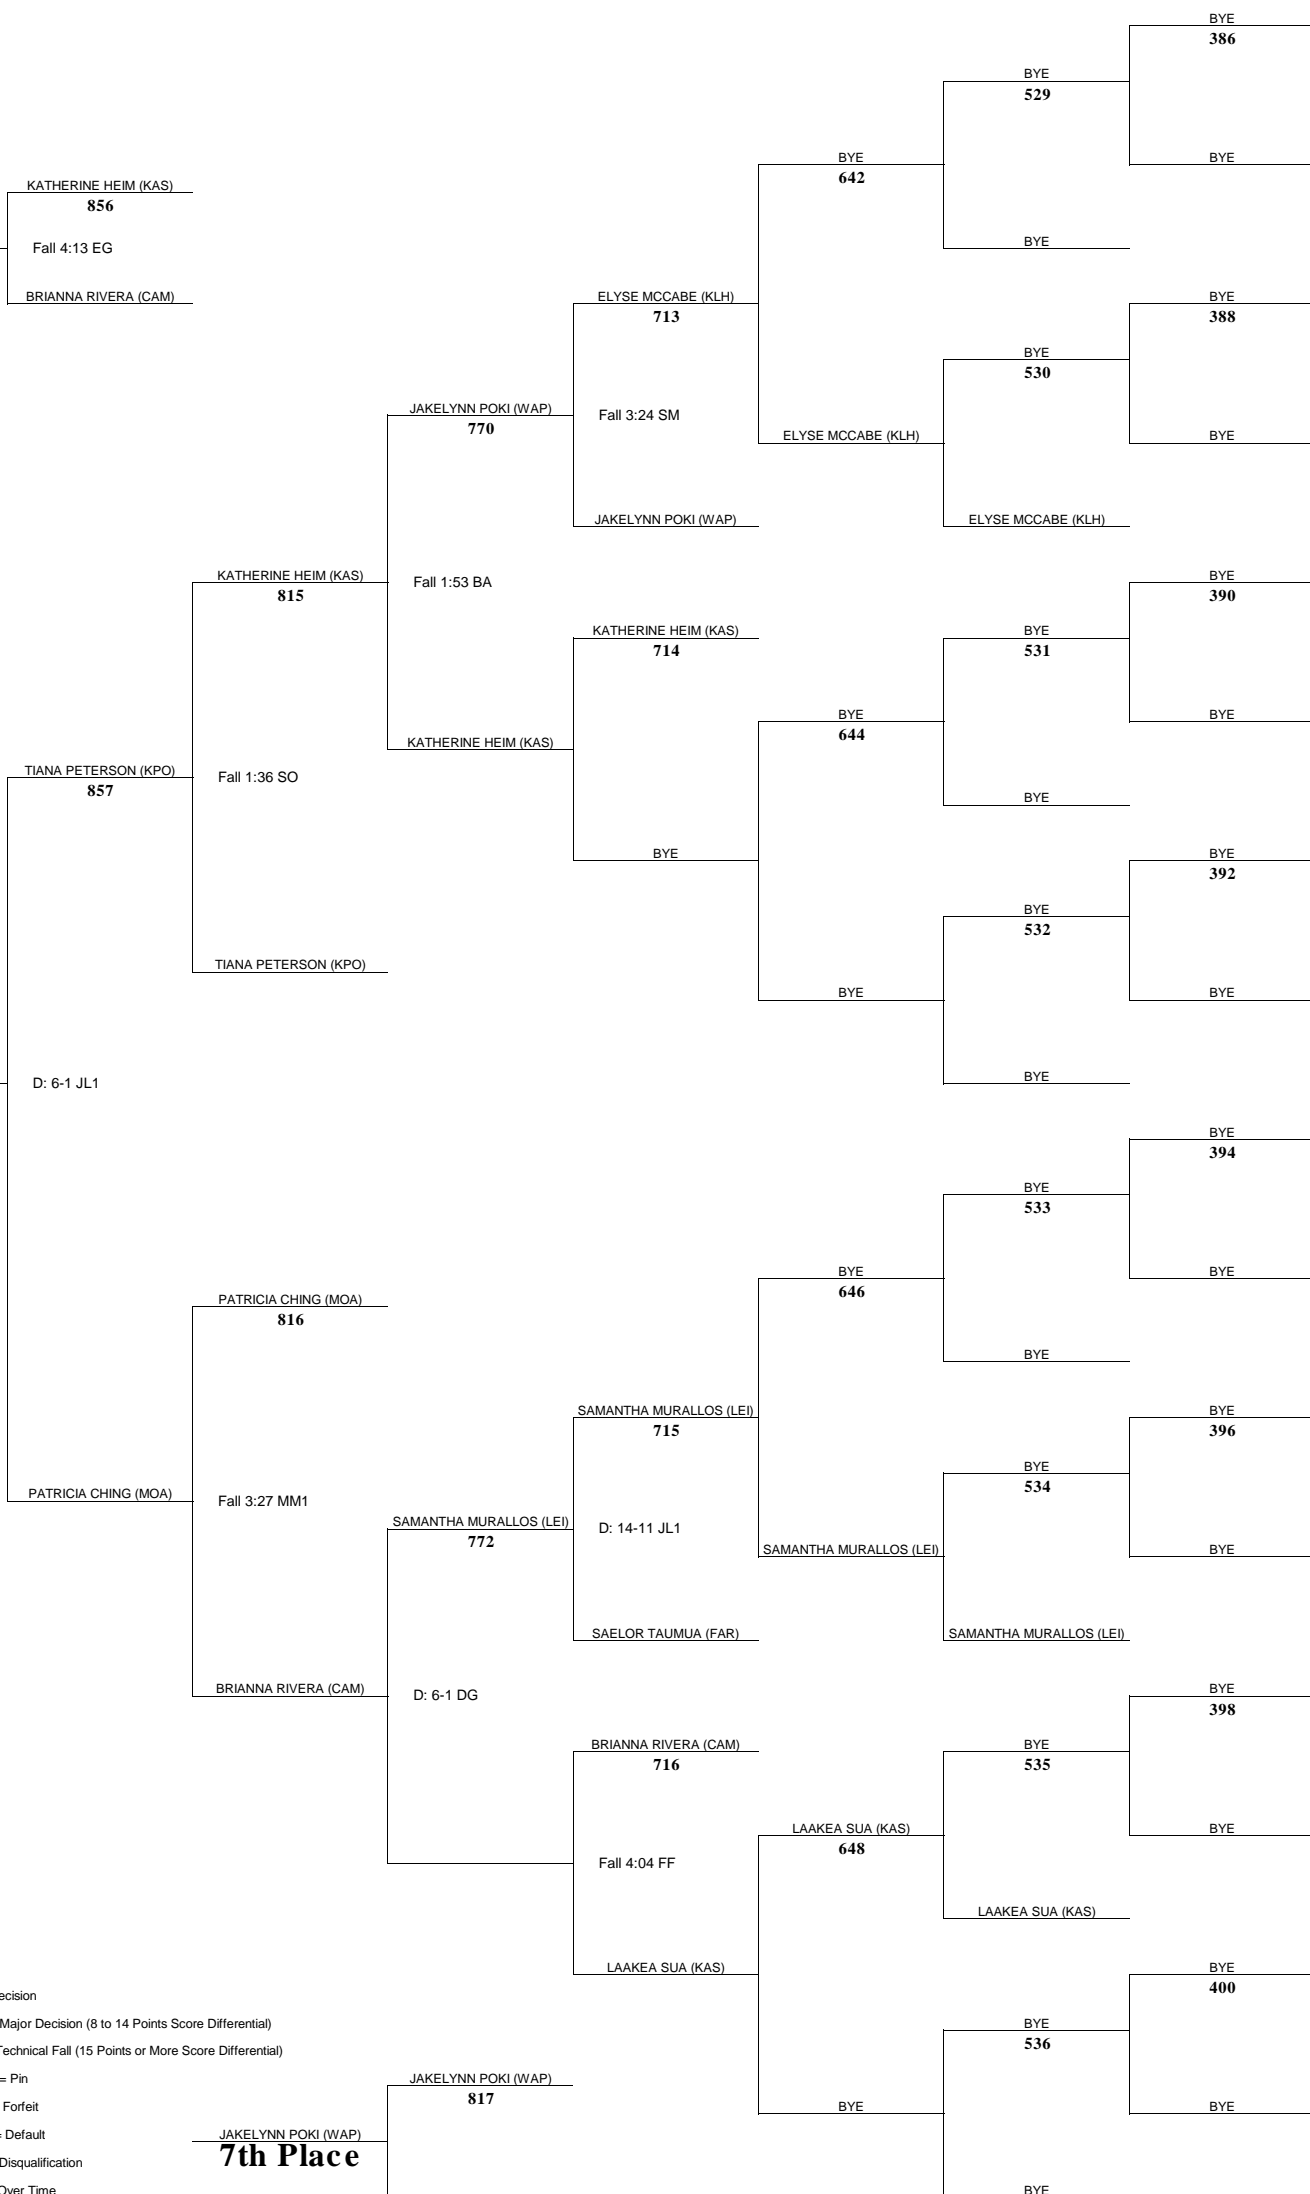 BYE
386
BYE
529
BYE
642
BYE
KATHERINE HEIM (KAS)
856
Fall 4:13 EG
BYE
BRIANNA RIVERA (CAM)
ELYSE MCCABE (KLH)
713
BYE
388
BYE
530
JAKELYNN POKI (WAP)
770
Fall 3:24 SM
ELYSE MCCABE (KLH)
BYE
JAKELYNN POKI (WAP)
ELYSE MCCABE (KLH)
KATHERINE HEIM (KAS)
815
Fall 1:53 BA
BYE
390
KATHERINE HEIM (KAS)
714
BYE
531
BYE
644
BYE
KATHERINE HEIM (KAS)
TIANA PETERSON (KPO)
857
Fall 1:36 SO
BYE
BYE
BYE
392
BYE
532
TIANA PETERSON (KPO)
BYE
BYE
D: 6-1 JL1
BYE
BYE
394
BYE
533
BYE
646
BYE
PATRICIA CHING (MOA)
816
BYE
SAMANTHA MURALLOS (LEI)
715
BYE
396
BYE
534
PATRICIA CHING (MOA)
Fall 3:27 MM1
SAMANTHA MURALLOS (LEI)
772
D: 14-11 JL1
SAMANTHA MURALLOS (LEI)
BYE
SAELOR TAUMUA (FAR)
SAMANTHA MURALLOS (LEI)
BRIANNA RIVERA (CAM)
D: 6-1 DG
BYE
398
BRIANNA RIVERA (CAM)
716
BYE
535
LAAKEA SUA (KAS)
648
BYE
Fall 4:04 FF
LAAKEA SUA (KAS)
LAAKEA SUA (KAS)
BYE
400
ecision
Major Decision (8 to 14 Points Score Differential)
BYE
536
Technical Fall (15 Points or More Score Differential)
= Pin
JAKELYNN POKI (WAP)
817
Forfeit
BYE
BYE
= Default
JAKELYNN POKI (WAP)
7th Place
Disqualification
Over Time
BYE